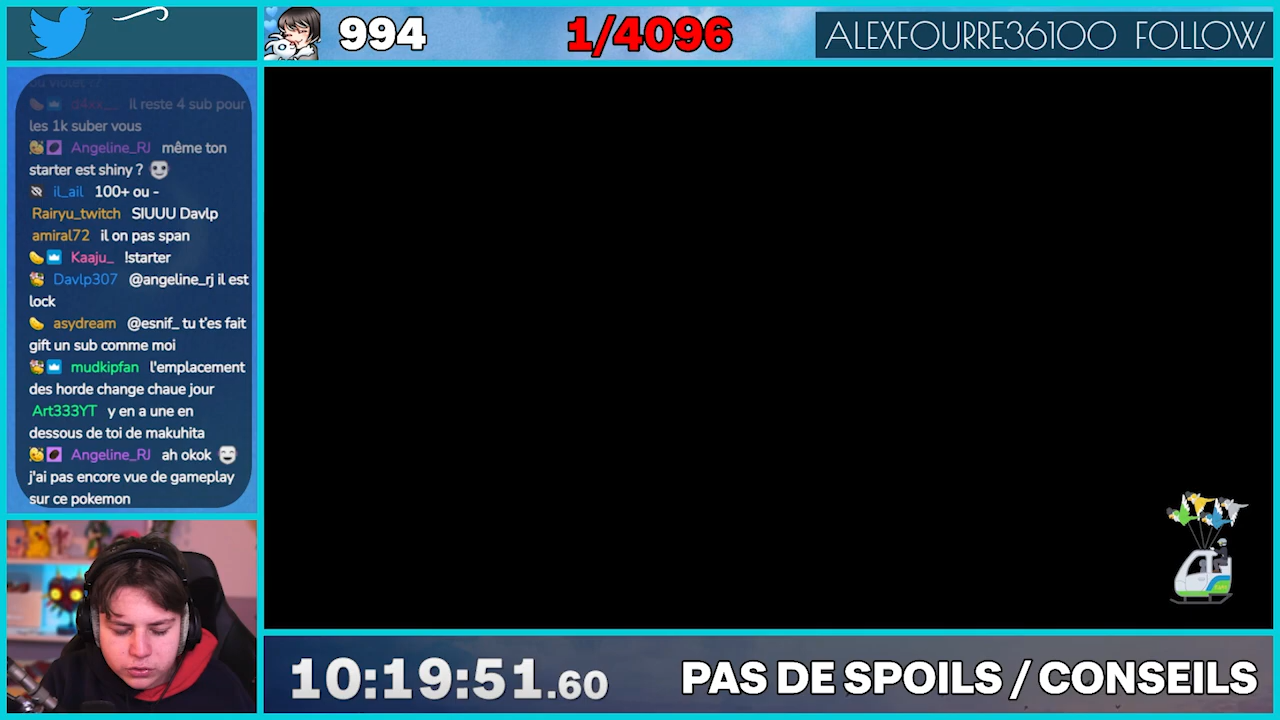 994
1/4096
ALEXFOURRE36100 FOLLOW
il reste 4 sub pour
les 1k suber vous
Angeline_RJ même ton
starter est shiny ?
il_ail 100+ ou -
Rairyu_twitch SIUUU Davlp
amiral72 il on pas span
Kaaju_ !starter
Davlp307 @angeline_rj il est
lock
asydream @esnif_ tu t'es fait
gift un sub comme moi
mudkipfan l'emplacement
des horde change chaue jour
Art333YT y en a une en
dessous de toi de makuhita
Angeline_RJ ah okok
j'ai pas encore vue de gameplay
sur ce pokemon
10:19:51.60
PAS DE SPOILS / CONSEILS